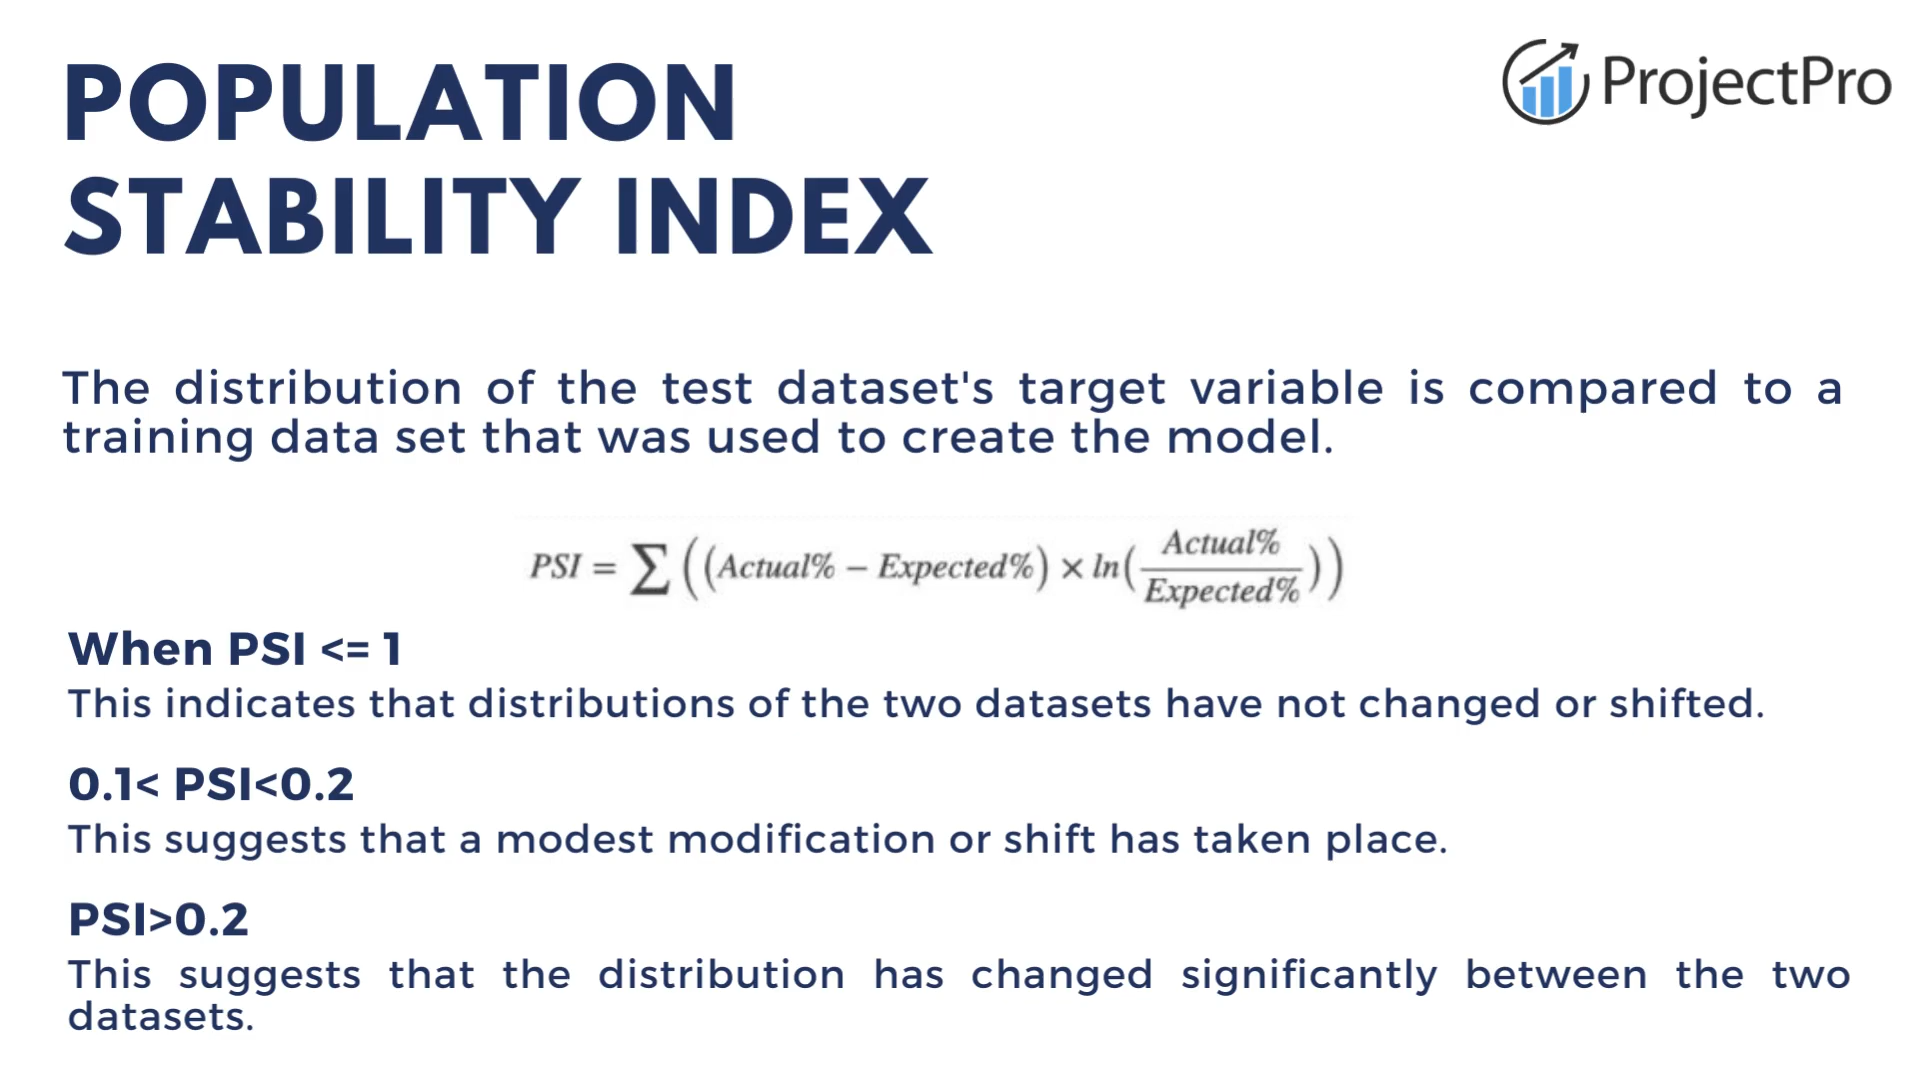 POPULATION
STABILITY INDEX
ProjectPro
The distribution of the test dataset's target variable is compared to a
training data set that was used to create the model.
PSI = ∑ ((Actual% − Expected%) × ln(Actual% / Expected%))
When PSI <= 1
This indicates that distributions of the two datasets have not changed or shifted.
0.1< PSI<0.2
This suggests that a modest modification or shift has taken place.
PSI>0.2
This suggests that the distribution has changed significantly between the two
datasets.